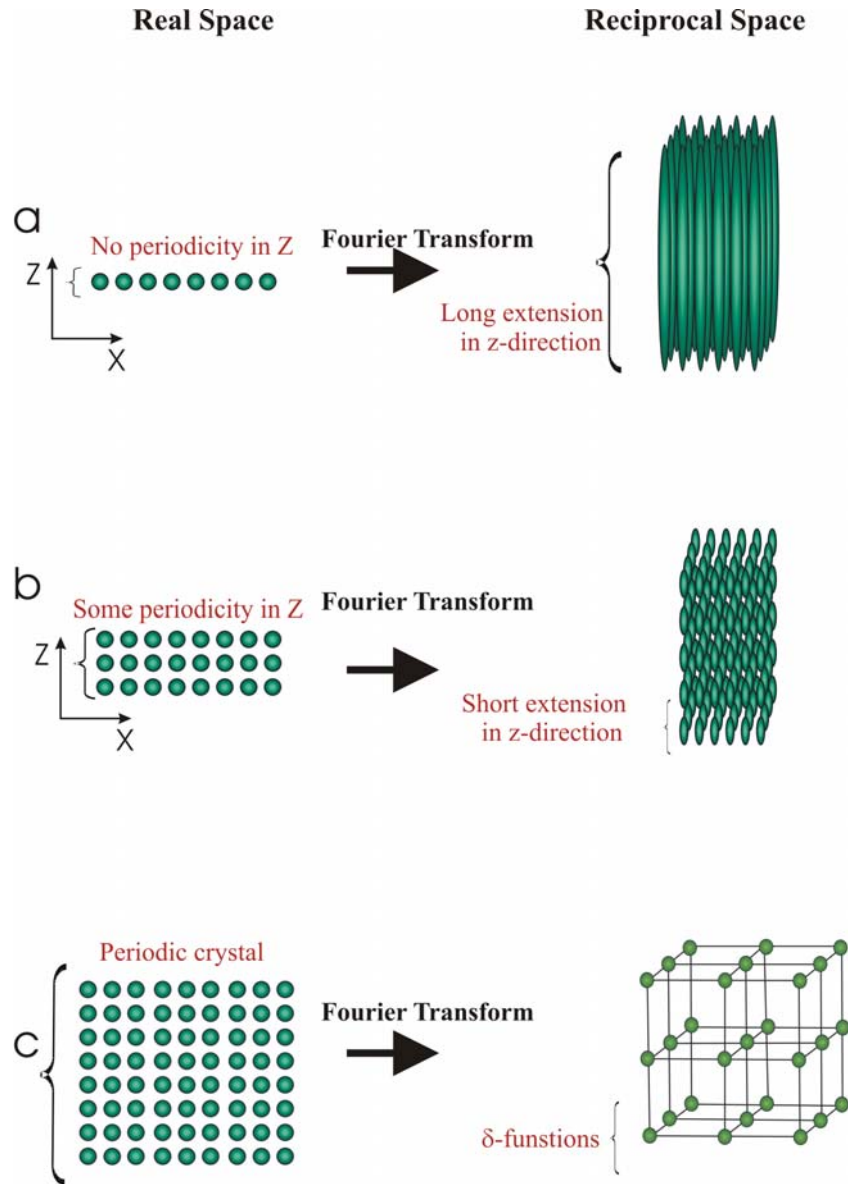 Real Space
Reciprocal Space
a
No periodicity in Z
Z
X
Fourier Transform
Long extension
in z-direction
b
Some periodicity in Z
Z
X
Fourier Transform
Short extension
in z-direction
c
Periodic crystal
Fourier Transform
δ-funstions